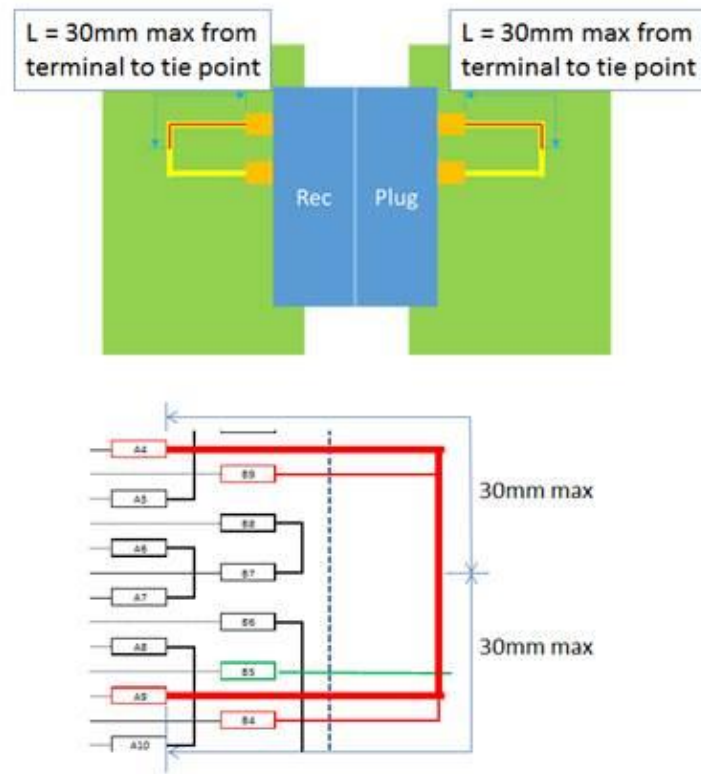 L = 30mm max from
terminal to tie point
L = 30mm max from
terminal to tie point
Rec
Plug
A4
B9
A5
B8
A6
B7
A7
B6
A8
B5
A9
B4
A10
30mm max
30mm max